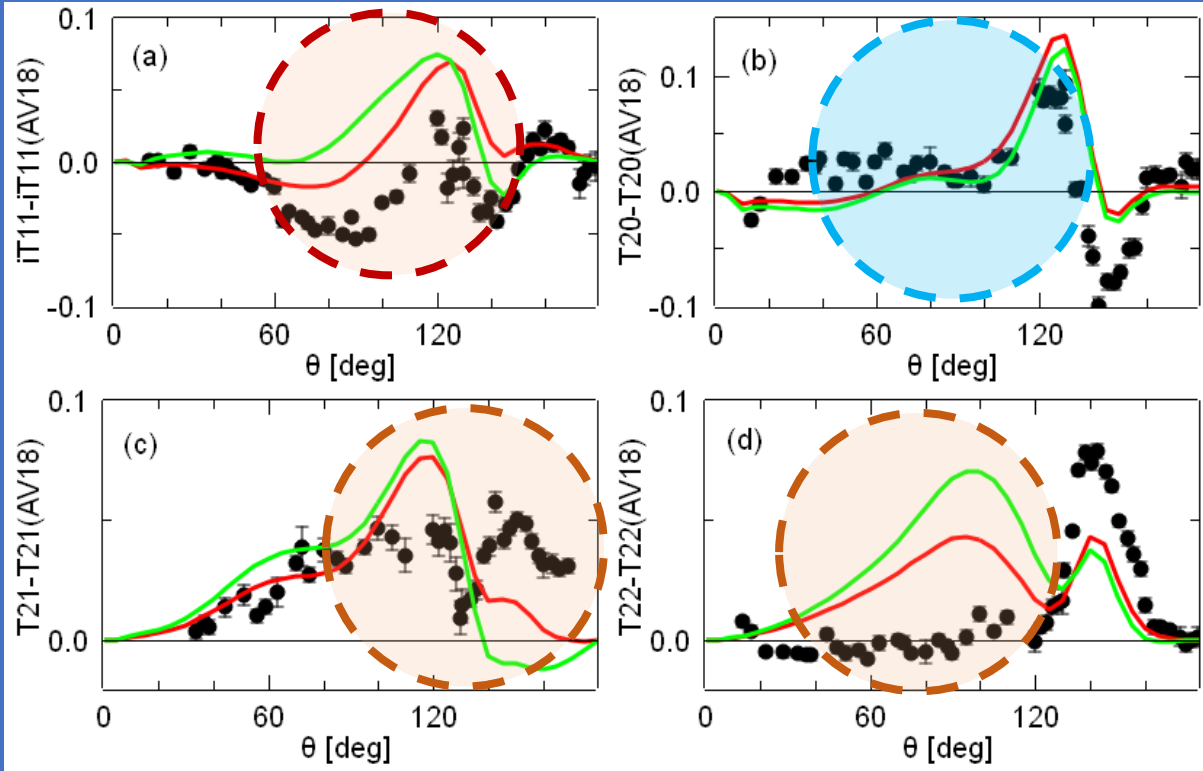 (a)
iT11-iT11(AV18)
0.1
0.0
-0.1
0
60
120
θ [deg]
(b)
T20-T20(AV18)
0.1
0.0
-0.1
0
60
120
θ [deg]
(c)
T21-T21(AV18)
0.1
0.0
0
60
120
θ [deg]
(d)
T22-T22(AV18)
0.1
0.0
0
60
120
θ [deg]